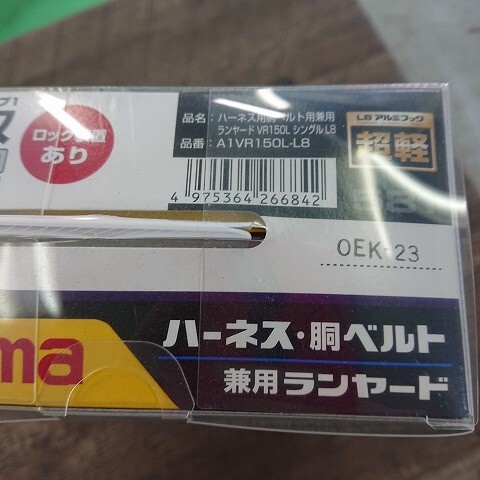 プ1
ロック装置
あり
品名: ハーネス用胴ベルト用兼用
ランヤード VR150L シングル L8
品番: A1VR150L-L8
L8 アルミフック
超軽
4 975364 266842
OEK-23
ma
ハーネス・胴ベルト
兼用ランヤード